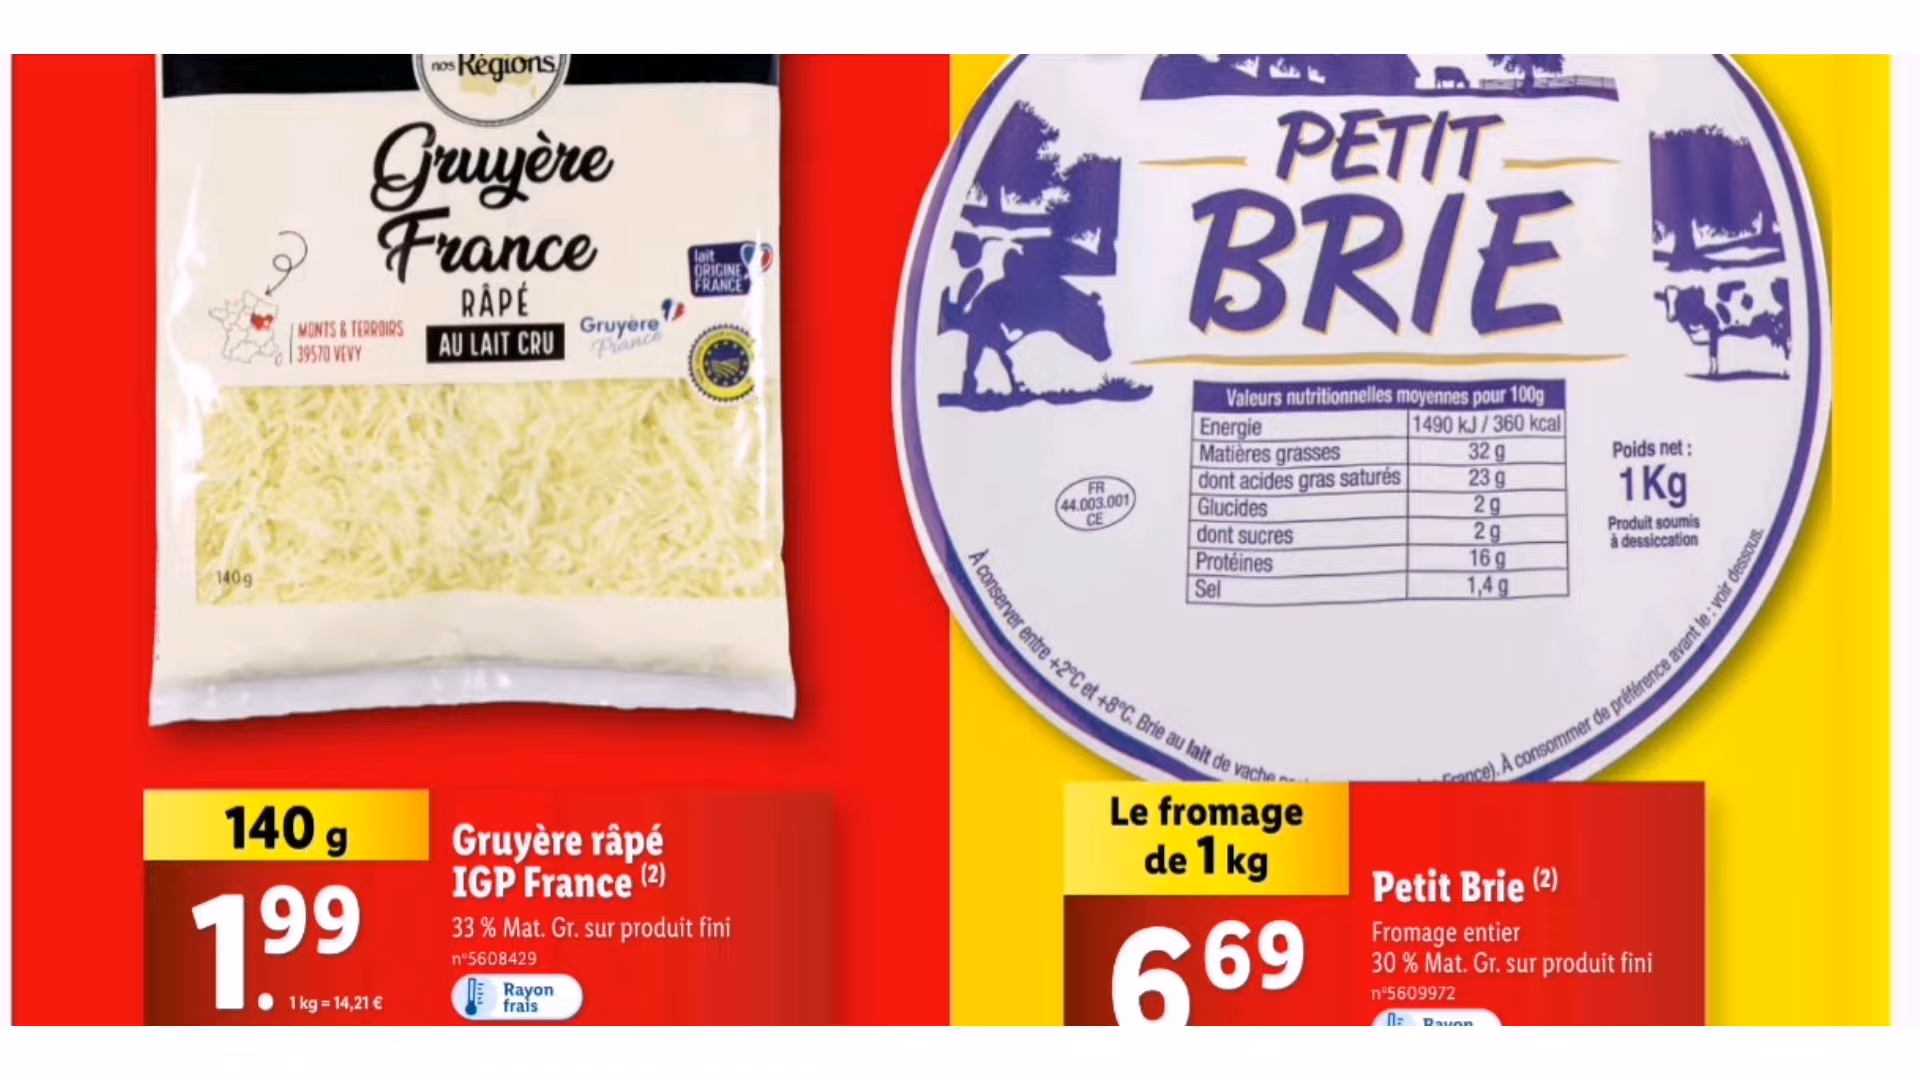 nos Régions
Gruyère
France
RÂPÉ
AU LAIT CRU
MONTS & TERROIRS
39570 VEVY
Gruyère
France
lait
ORIGINE
FRANCE
140g
140 g
1.99
1 kg = 14,21 €
Gruyère râpé
IGP France (2)
33 % Mat. Gr. sur produit fini
n°5608429
Rayon
frais
PETIT
BRIE
Valeurs nutritionnelles moyennes pour 100g
Energie 1490 kJ / 360 kcal
Matières grasses 32 g
dont acides gras saturés 23 g
Glucides 2 g
dont sucres 2 g
Protéines 16 g
Sel 1,4 g
FR
44.003.001
CE
Poids net :
1Kg
Produit soumis
à dessiccation
À conserver entre +2°C et +8°C. Brie au lait de vache
France). À consommer de préférence avant le : voir dessous.
Le fromage
de 1 kg
6 69
Petit Brie (2)
Fromage entier
30 % Mat. Gr. sur produit fini
n°5609972
Rayon